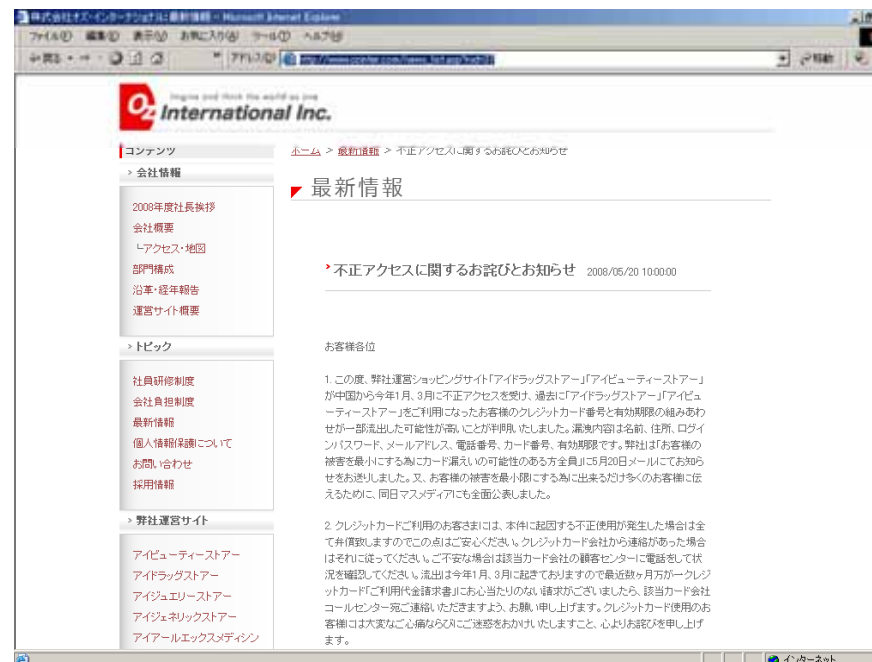 株式会社オズ・インターナショナル：最新情報 - Microsoft Internet Explorer
ファイル(F) 編集(E) 表示(V) お気に入り(A) ツール(T) ヘルプ(H)
戻る アドレス(D) 移動
Imagine and think the world as one
Oz International Inc.
コンテンツ
ホーム > 最新情報 > 不正アクセスに関するお詫びとお知らせ
> 会社情報
最新情報
2008年度社長挨拶
会社概要
└アクセス・地図
部門構成
沿革・経年報告
運営サイト概要
不正アクセスに関するお詫びとお知らせ 2008/05/20 10:00:00
> トピック
社員研修制度
会社負担制度
最新情報
個人情報保護について
お問い合わせ
採用情報
> 弊社運営サイト
アイビューティーストアー
アイドラッグストアー
アイジュエリーストアー
アイジェネリックストアー
アイアールエックスメディシン
お客様各位
1. この度、弊社運営ショッピングサイト「アイドラッグストアー」「アイビューティーストアー」
が中国から今年1月、3月に不正アクセスを受け、過去に「アイドラッグストアー」「アイビュ
ーティーストアー」をご利用になったお客様のクレジットカード番号と有効期限の組みあわ
せが一部流出した可能性が高いことが判明いたしました。漏洩内容は名前、住所、ログイ
ンパスワード、メールアドレス、電話番号、カード番号、有効期限です。弊社は「お客様の
被害を最小にする為にカード漏えいの可能性のある方全員」に5月20日メールにてお知ら
せをお送りしました。又、お客様の被害を最小限にする為に出来るだけ多くのお客様に伝
えるために、同日マスメディアにも全面公表しました。
2. クレジットカードご利用のお客さまには、本件に起因する不正使用が発生した場合は全
て弁償致しますのでこの点はご安心ください。クレジットカード会社から連絡があった場合
はそれに従ってください。ご不安な場合は該当カード会社の顧客センターに電話をして状
況を確認してください。流出は今年1月、3月に起きておりますので最近数ヶ月万が一クレジ
ットカード「ご利用代金請求書」にお心当たりのない請求がございましたら、該当カード会社
コールセンター宛ご連絡いただきますよう、お願い申し上げます。クレジットカード使用のお
客様には大変なご心痛ならびにご迷惑をおかけいたしますこと、心よりお詫びを申し上げ
ます。
インターネット